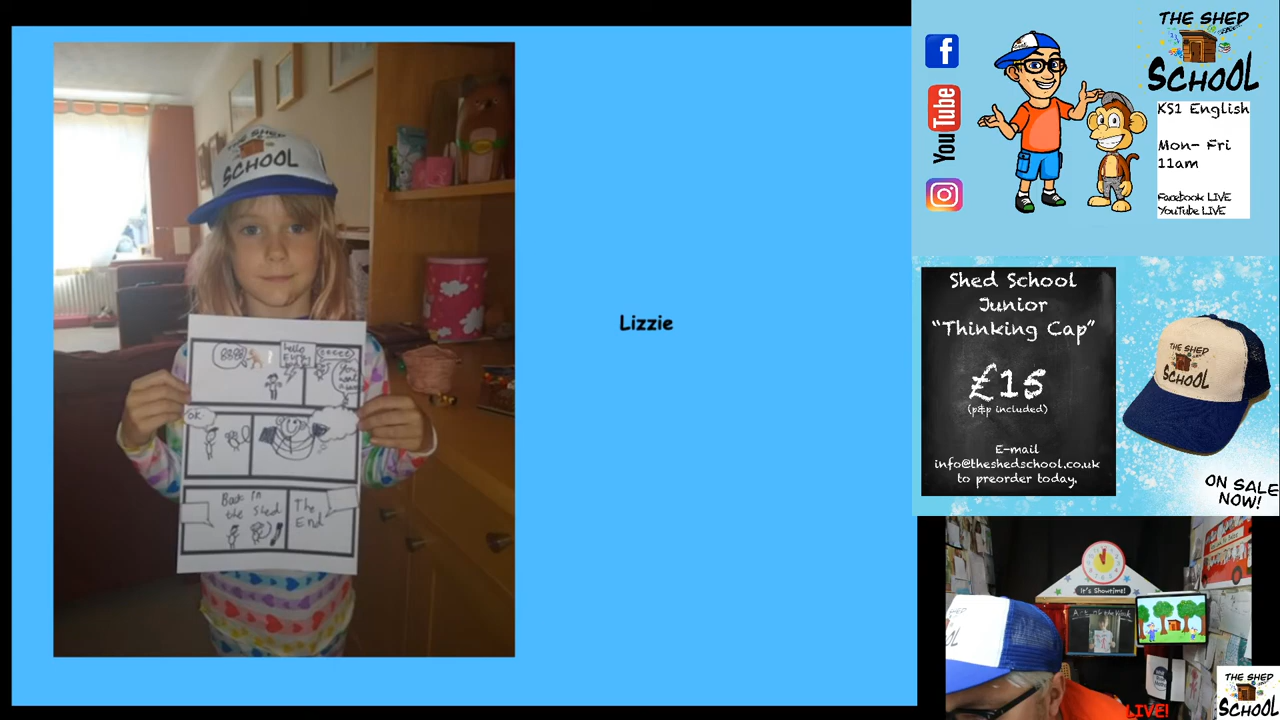 THE SHED
SCHOOL
hello
ok.
Back in
the Shed
The
End
Lizzie
YouTube
THE SHED
SCHOOL
KS1 English
Mon- Fri
11am
Facebook LIVE
YouTube LIVE
Shed School
Junior
"Thinking Cap"
£15
(p&p included)
E-mail
info@theshedschool.co.uk
to preorder today.
THE SHED
SCHOOL
ON SALE
NOW!
It's Showtime!
LIVE!
THE SHED
SCHOOL